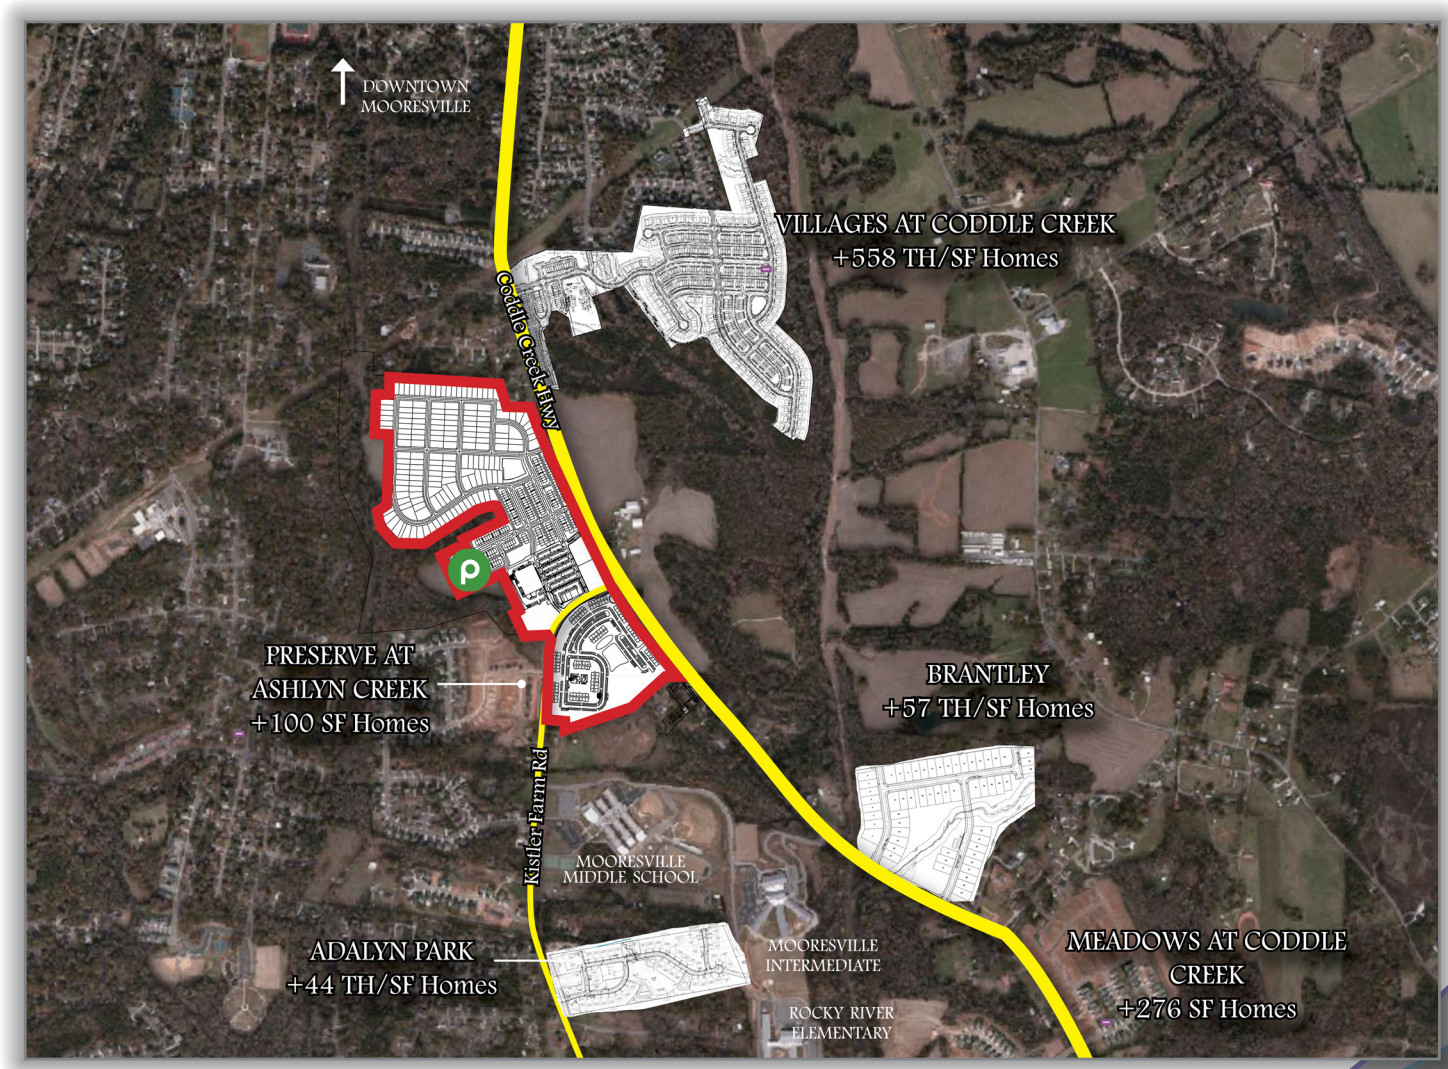 DOWNTOWN
MOORESVILLE
VILLAGES AT CODDLE CREEK
+558 TH/SF Homes
Coddle Creek Hwy
p
PRESERVE AT
ASHLYN CREEK
+100 SF Homes
BRANTLEY
+57 TH/SF Homes
Kistler Farm Rd
MOORESVILLE
MIDDLE SCHOOL
ADALYN PARK
+44 TH/SF Homes
MOORESVILLE
INTERMEDIATE
MEADOWS AT CODDLE
CREEK
+276 SF Homes
ROCKY RIVER
ELEMENTARY